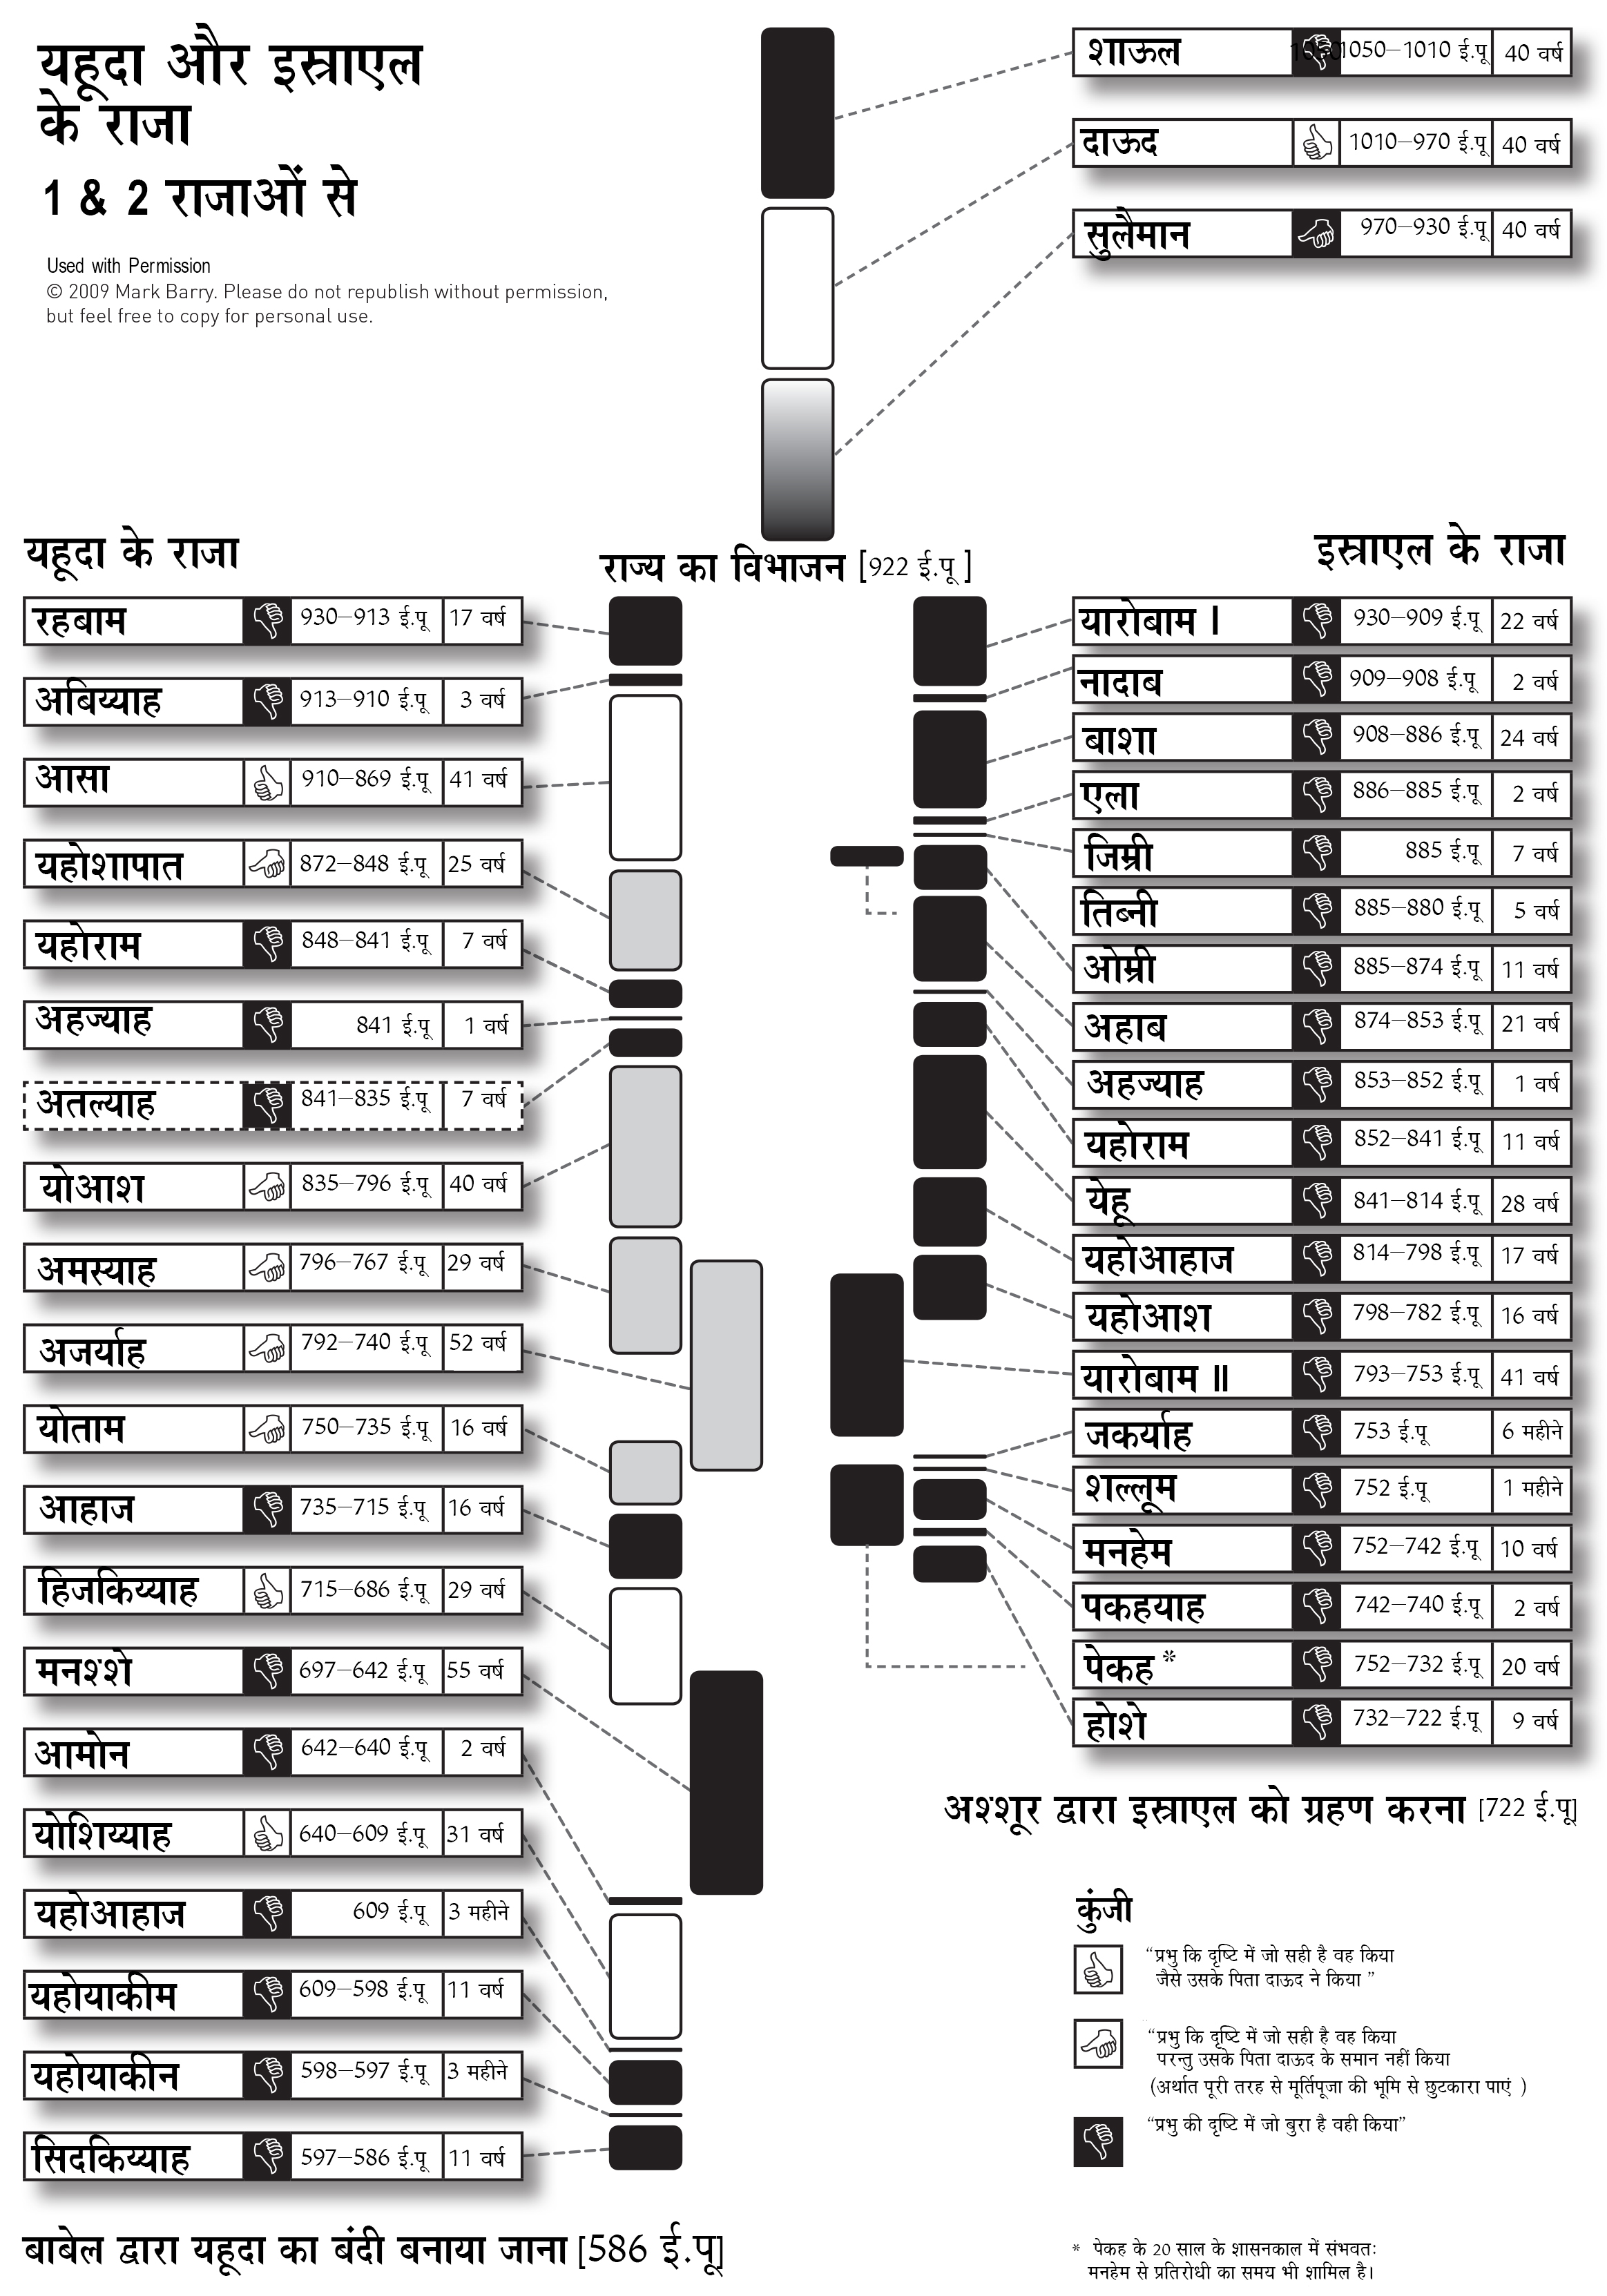 यहूदा और इस्राएल
के राजा
1 & 2 राजाओं से
Used with Permission
© 2009 Mark Barry. Please do not republish without permission,
but feel free to copy for personal use.
शाऊल 1050–1010 ई.पू 40 वर्ष
दाऊद 1010–970 ई.पू 40 वर्ष
सुलैमान 970–930 ई.पू 40 वर्ष
राज्य का विभाजन [922 ई.पू ]
यहूदा के राजा
रहबाम 930–913 ई.पू 17 वर्ष
अबिय्याह 913–910 ई.पू 3 वर्ष
आसा 910–869 ई.पू 41 वर्ष
यहोशापात 872–848 ई.पू 25 वर्ष
यहोराम 848–841 ई.पू 7 वर्ष
अहज्याह 841 ई.पू 1 वर्ष
अतल्याह 841–835 ई.पू 7 वर्ष
योआश 835–796 ई.पू 40 वर्ष
अमस्याह 796–767 ई.पू 29 वर्ष
अजर्याह 792–740 ई.पू 52 वर्ष
योताम 750–735 ई.पू 16 वर्ष
आहाज 735–715 ई.पू 16 वर्ष
हिजकिय्याह 715–686 ई.पू 29 वर्ष
मनश्शे 697–642 ई.पू 55 वर्ष
आमोन 642–640 ई.पू 2 वर्ष
योशिय्याह 640–609 ई.पू 31 वर्ष
यहोआहाज 609 ई.पू 3 महीने
यहोयाकीम 609–598 ई.पू 11 वर्ष
यहोयाकीन 598–597 ई.पू 3 महीने
सिदकिय्याह 597–586 ई.पू 11 वर्ष
बाबेल द्वारा यहूदा का बंदी बनाया जाना [586 ई.पू]
इस्राएल के राजा
यारोबाम I 930–909 ई.पू 22 वर्ष
नादाब 909–908 ई.पू 2 वर्ष
बाशा 908–886 ई.पू 24 वर्ष
एला 886–885 ई.पू 2 वर्ष
जिम्री 885 ई.पू 7 वर्ष
तिब्नी 885–880 ई.पू 5 वर्ष
ओम्री 885–874 ई.पू 11 वर्ष
अहाब 874–853 ई.पू 21 वर्ष
अहज्याह 853–852 ई.पू 1 वर्ष
यहोराम 852–841 ई.पू 11 वर्ष
येहू 841–814 ई.पू 28 वर्ष
यहोआहाज 814–798 ई.पू 17 वर्ष
यहोआश 798–782 ई.पू 16 वर्ष
यारोबाम II 793–753 ई.पू 41 वर्ष
जकर्याह 753 ई.पू 6 महीने
शल्लूम 752 ई.पू 1 महीने
मनहेम 752–742 ई.पू 10 वर्ष
पकहयाह 742–740 ई.पू 2 वर्ष
पेकह * 752–732 ई.पू 20 वर्ष
होशे 732–722 ई.पू 9 वर्ष
अश्शूर द्वारा इस्राएल को ग्रहण करना [722 ई.पू]
कुंजी
“प्रभु कि दृष्टि में जो सही है वह किया
जैसे उसके पिता दाऊद ने किया ”
“प्रभु कि दृष्टि में जो सही है वह किया
परन्तु उसके पिता दाऊद के समान नहीं किया
(अर्थात पूरी तरह से मूर्तिपूजा की भूमि से छुटकारा पाएं )
“प्रभु की दृष्टि में जो बुरा है वही किया”
* पेकह के 20 साल के शासनकाल में संभवतः
मनहेम से प्रतिरोधी का समय भी शामिल है।